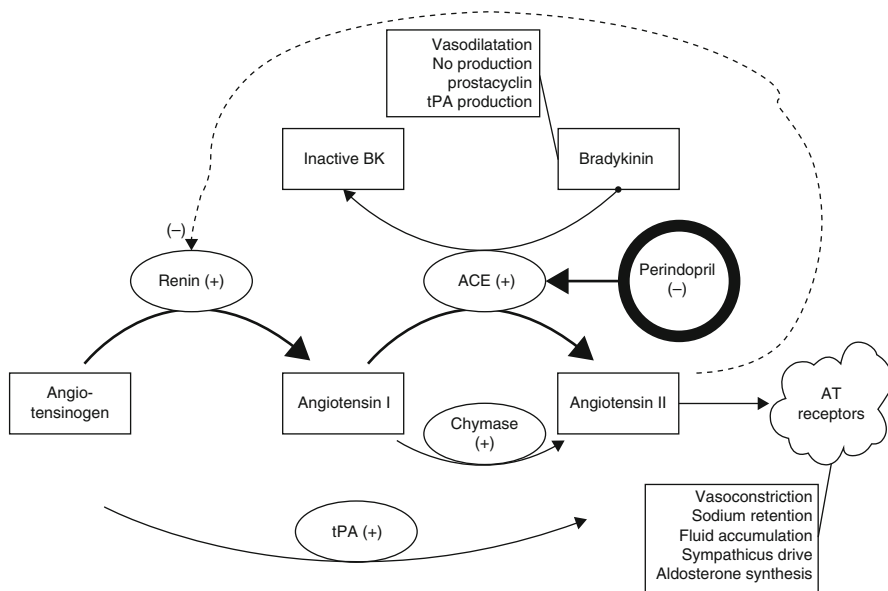 Vasodilatation
No production
prostacyclin
tPA production
Inactive BK
Bradykinin
(–)
Renin (+)
ACE (+)
Perindopril
(–)
Angio-
tensinogen
Angiotensin I
Angiotensin II
AT
receptors
Chymase
(+)
Vasoconstriction
Sodium retention
Fluid accumulation
Sympathicus drive
Aldosterone synthesis
tPA (+)